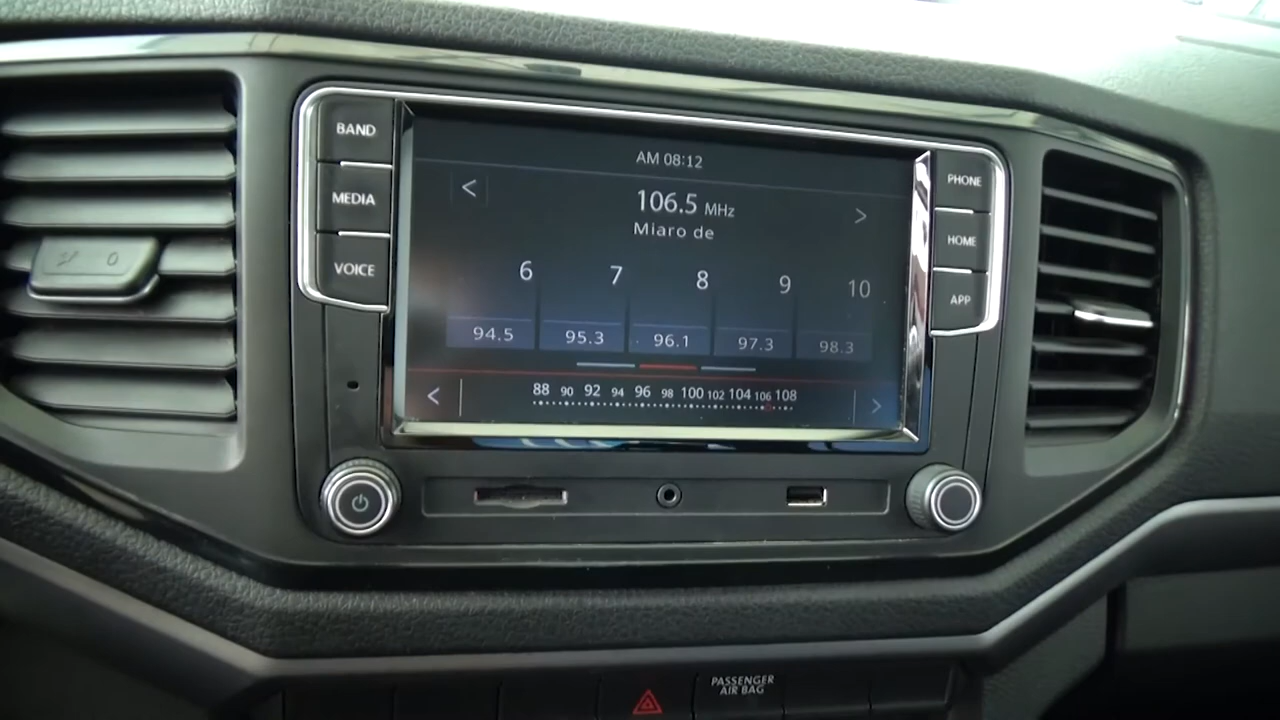 BAND
MEDIA
VOICE
AM 08:12
<
106.5 MHz
>
Miaro de
6 7 8 9 10
94.5 95.3 96.1 97.3 98.3
< 88 90 92 94 96 98 100 102 104 106 108 >
PHONE
HOME
APP
0
PASSENGER
AIR BAG